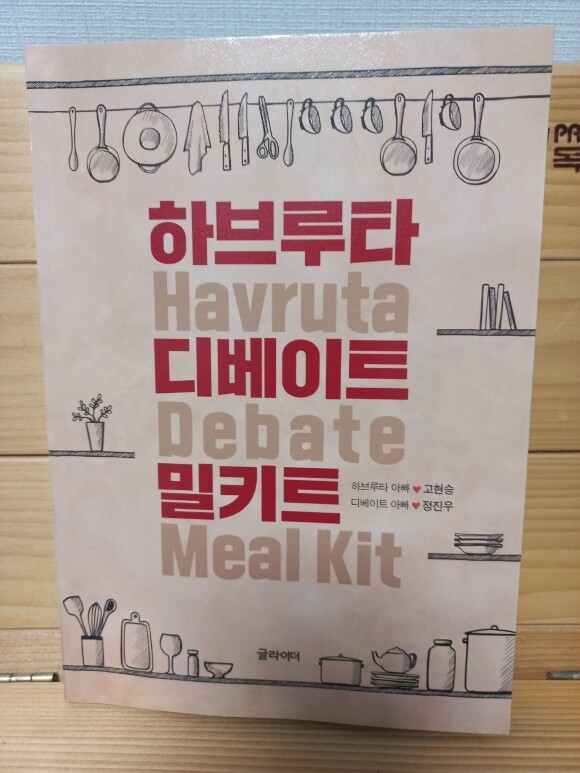 하브루타
Havruta
디베이트
Debate
밀키트
하브루타 아빠 ♥ 고현승
디베이트 아빠 ♥ 정진우
Meal Kit
글라이더